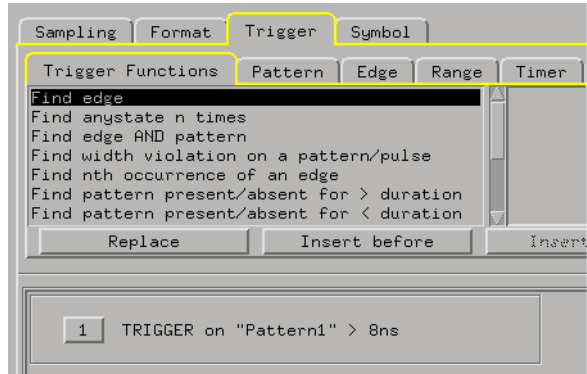 Sampling Format Trigger Symbol
Trigger Functions Pattern Edge Range Timer
Find edge
Find anystate n times
Find edge AND pattern
Find width violation on a pattern/pulse
Find nth occurrence of an edge
Find pattern present/absent for > duration
Find pattern present/absent for < duration
Replace Insert before Insert
1 TRIGGER on "Pattern1" > 8ns